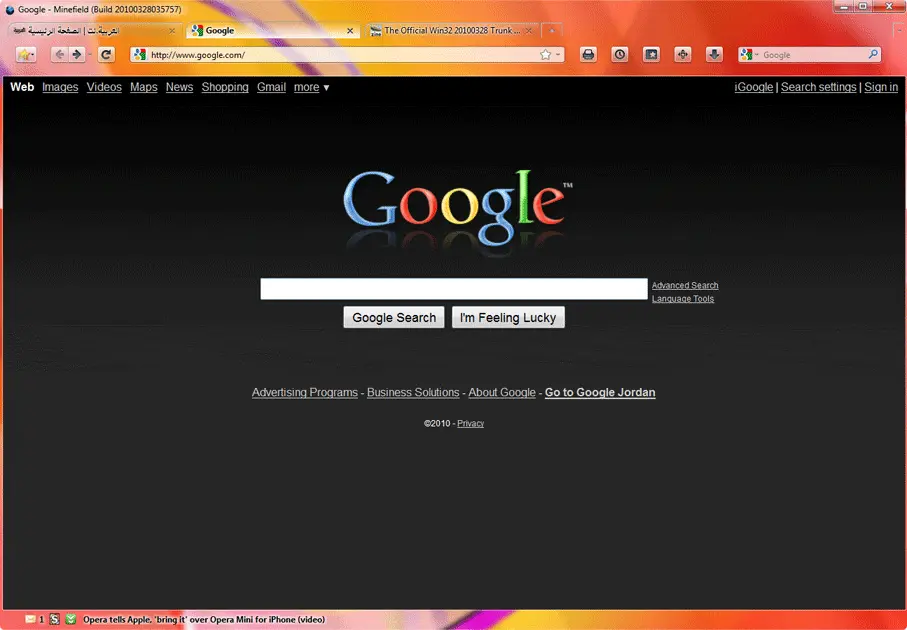 Google - Minefield (Build 20100328035757)
العربية.نت | الصفحة الرئيسية
Google
The Official Win32 20100328 Trunk ...
http://www.google.com/
Google
Web Images Videos Maps News Shopping Gmail more ▼
iGoogle | Search settings | Sign in
Google™
Advanced Search
Language Tools
Google Search I'm Feeling Lucky
Advertising Programs - Business Solutions - About Google - Go to Google Jordan
©2010 - Privacy
1 Opera tells Apple, 'bring it' over Opera Mini for iPhone (video)